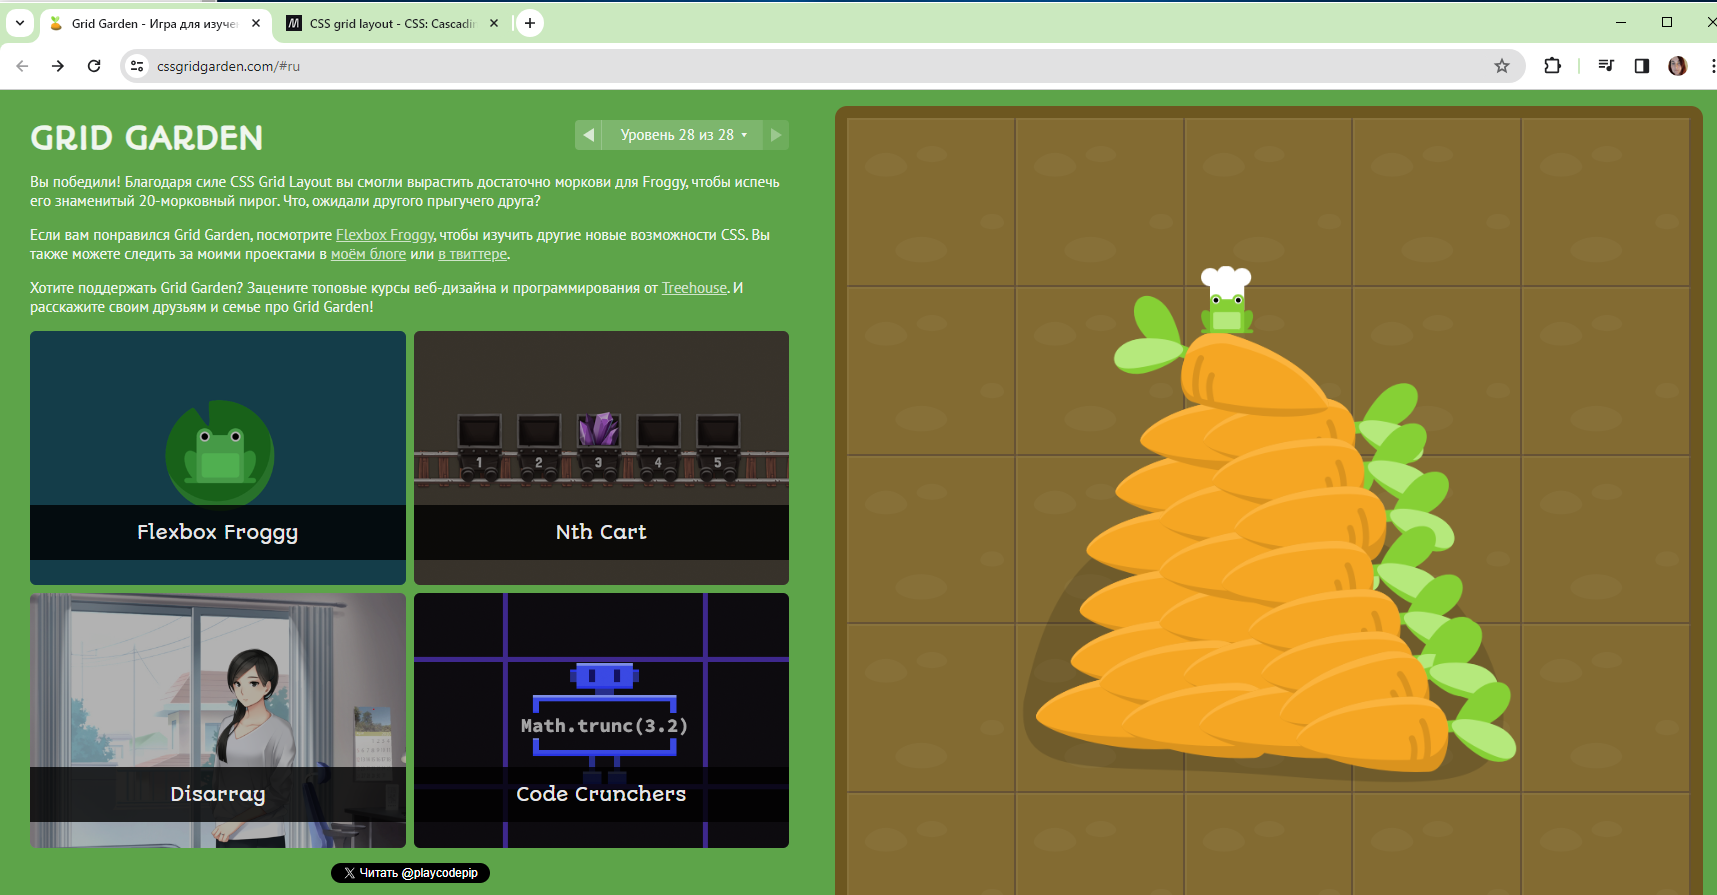 Grid Garden - Игра для изуче
CSS grid layout - CSS: Cascadin
cssgridgarden.com/#ru
GRID GARDEN
Уровень 28 из 28
Вы победили! Благодаря силе CSS Grid Layout вы смогли вырастить достаточно моркови для Froggy, чтобы испечь
его знаменитый 20-морковный пирог. Что, ожидали другого прыгучего друга?
Если вам понравился Grid Garden, посмотрите Flexbox Froggy, чтобы изучить другие новые возможности CSS. Вы
также можете следить за моими проектами в моём блоге или в твиттере.
Хотите поддержать Grid Garden? Зацените топовые курсы веб-дизайна и программирования от Treehouse. И
расскажите своим друзьям и семье про Grid Garden!
Flexbox Froggy
1 2 3 4 5
Nth Cart
Disarray
Math.trunc(3.2)
Code Crunchers
X Читать @playcodepip